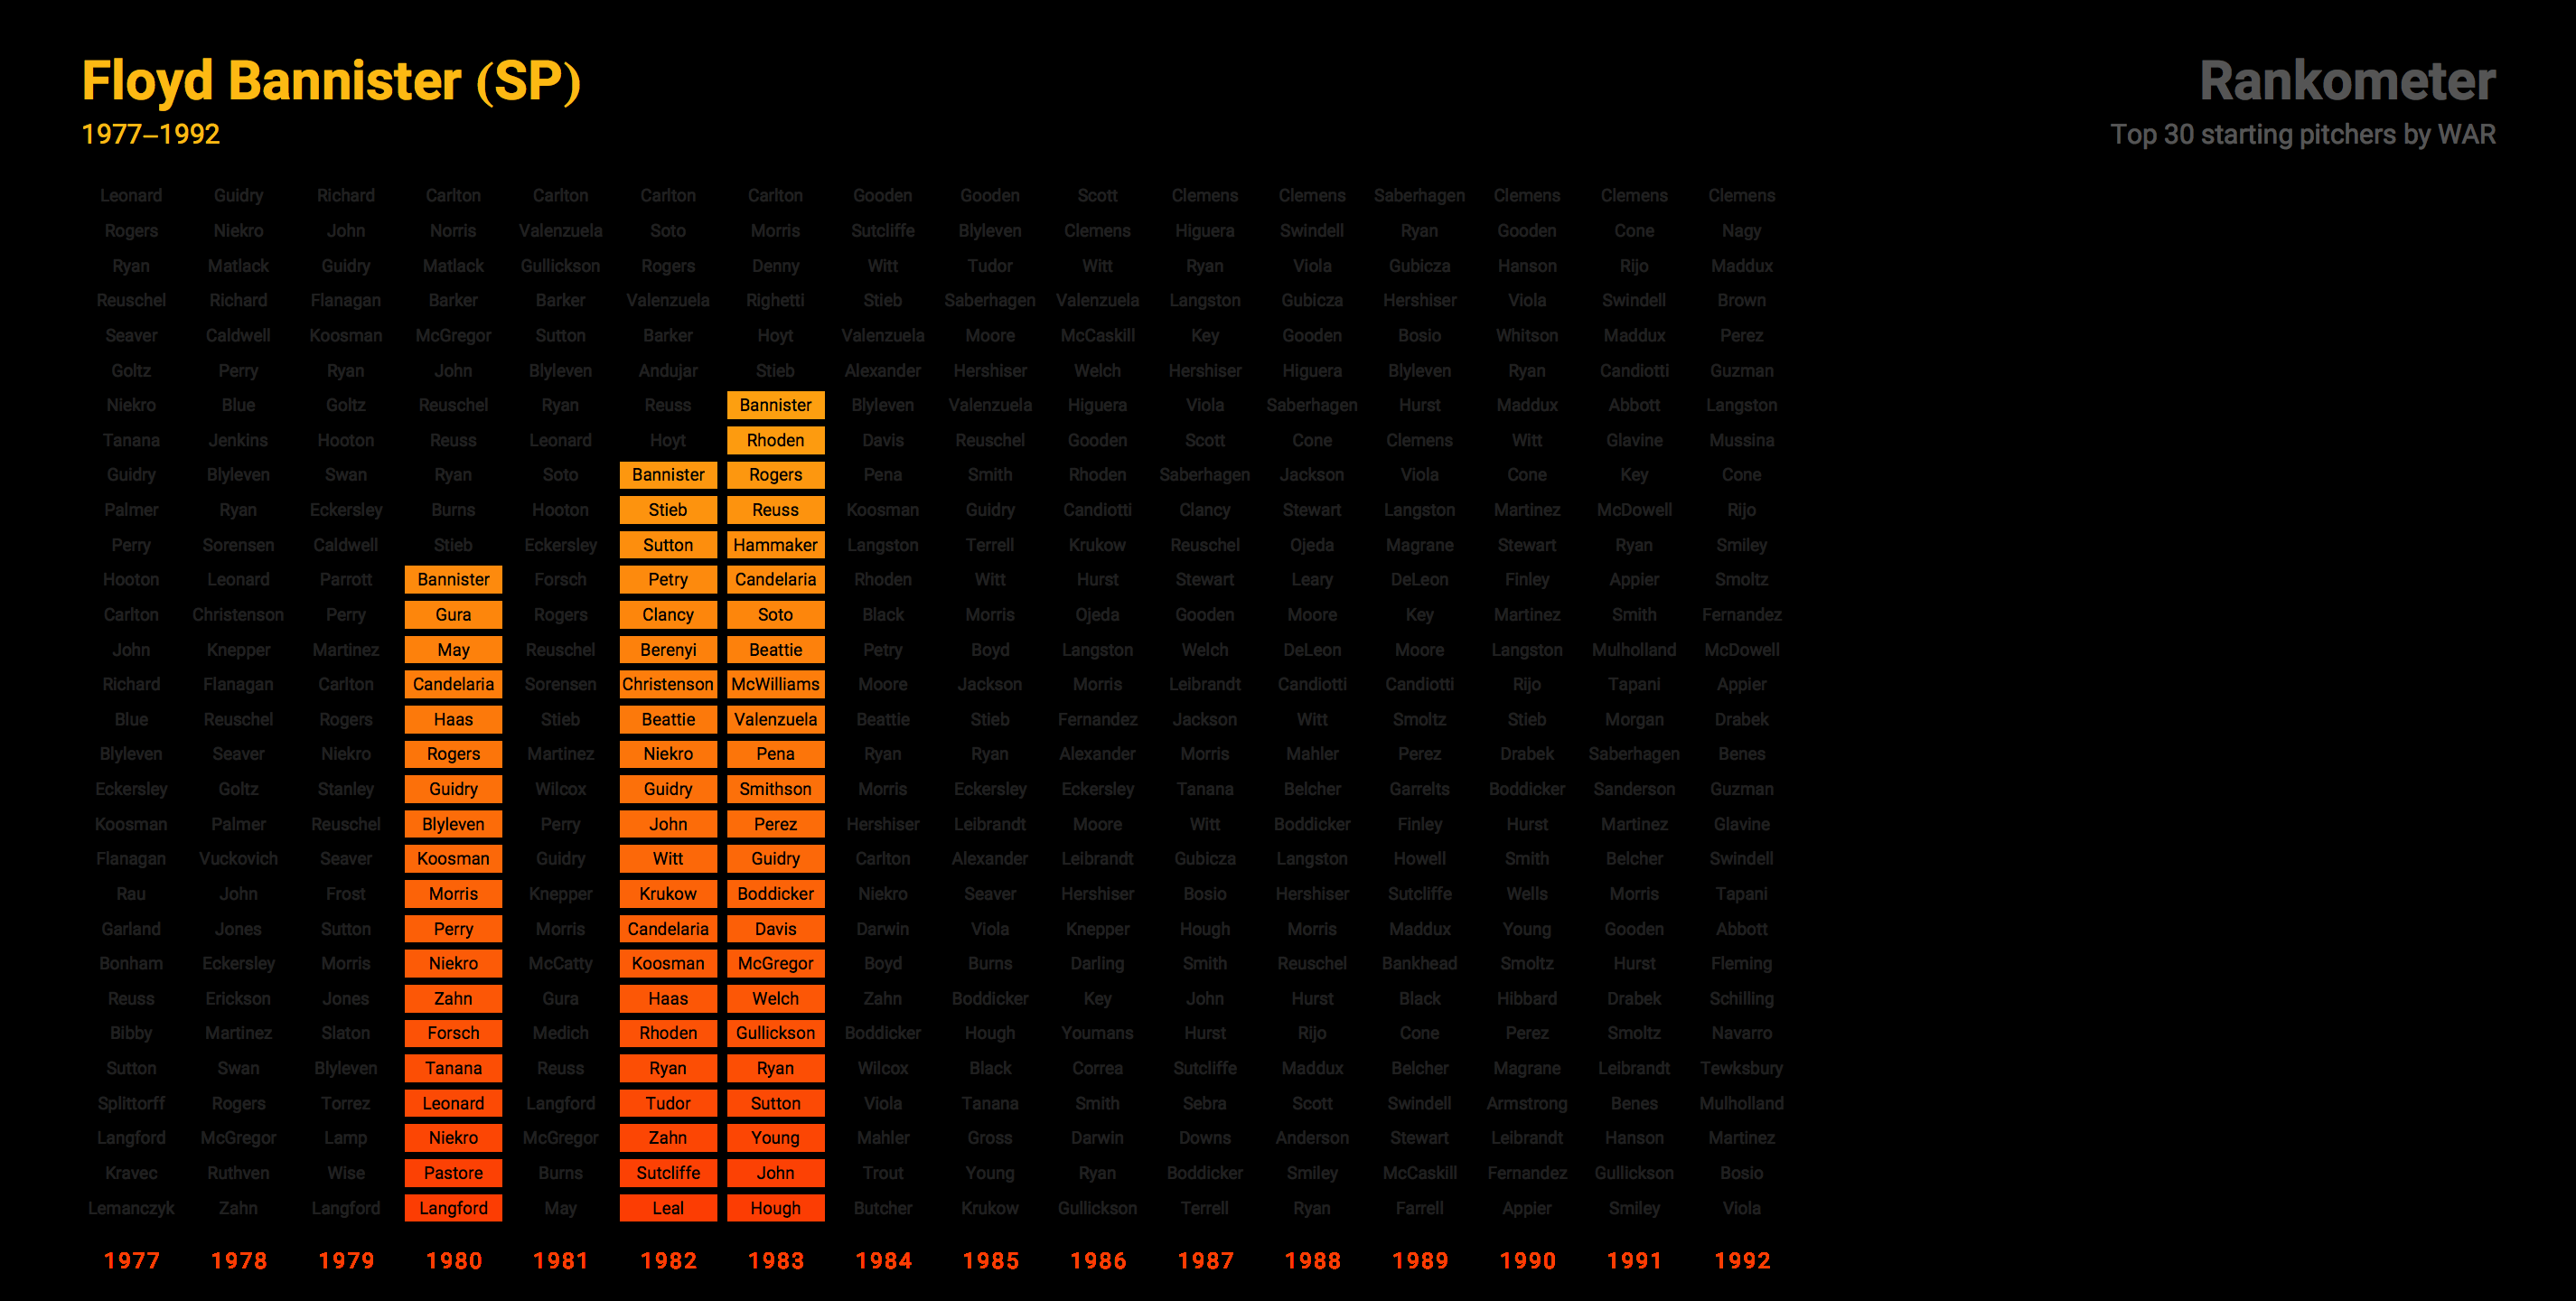 Floyd Bannister (SP)
1977–1992
Rankometer
Top 30 starting pitchers by WAR
Leonard Guidry Richard Carlton Carlton Carlton Carlton Gooden Gooden Scott Clemens Clemens Saberhagen Clemens Clemens Clemens
Rogers Niekro John Norris Valenzuela Soto Morris Sutcliffe Blyleven Clemens Higuera Swindell Ryan Gooden Cone Nagy
Ryan Matlack Guidry Matlack Gullickson Rogers Denny Witt Tudor Witt Ryan Viola Gubicza Hanson Rijo Maddux
Reuschel Richard Flanagan Barker Barker Valenzuela Righetti Stieb Saberhagen Valenzuela Langston Gubicza Hershiser Viola Swindell Brown
Seaver Caldwell Koosman McGregor Sutton Barker Hoyt Valenzuela Moore McCaskill Key Gooden Bosio Whitson Maddux Perez
Goltz Perry Ryan John Blyleven Andujar Stieb Alexander Hershiser Welch Hershiser Higuera Blyleven Ryan Candiotti Guzman
Niekro Blue Goltz Reuschel Ryan Reuss Bannister Blyleven Valenzuela Higuera Viola Saberhagen Hurst Maddux Abbott Langston
Tanana Jenkins Hooton Reuss Leonard Hoyt Rhoden Davis Reuschel Gooden Scott Cone Clemens Witt Glavine Mussina
Guidry Blyleven Swan Ryan Soto Bannister Rogers Pena Smith Rhoden Saberhagen Jackson Viola Cone Key Cone
Palmer Ryan Eckersley Burns Hooton Stieb Reuss Koosman Guidry Candiotti Clancy Stewart Langston Martinez McDowell Rijo
Perry Sorensen Caldwell Stieb Eckersley Sutton Hammaker Langston Terrell Krukow Reuschel Ojeda Magrane Stewart Ryan Smiley
Hooton Leonard Parrott Bannister Forsch Petry Candelaria Rhoden Witt Hurst Stewart Leary DeLeon Finley Appier Smoltz
Carlton Christenson Perry Gura Rogers Clancy Soto Black Morris Ojeda Gooden Moore Key Martinez Smith Fernandez
John Knepper Martinez May Reuschel Berenyi Beattie Petry Boyd Langston Welch DeLeon Moore Langston Mulholland McDowell
Richard Flanagan Carlton Candelaria Sorensen Christenson McWilliams Moore Jackson Morris Leibrandt Candiotti Candiotti Rijo Tapani Appier
Blue Reuschel Rogers Haas Stieb Beattie Valenzuela Beattie Stieb Fernandez Jackson Witt Smoltz Stieb Morgan Drabek
Blyleven Seaver Niekro Rogers Martinez Niekro Pena Ryan Ryan Alexander Morris Mahler Perez Drabek Saberhagen Benes
Eckersley Goltz Stanley Guidry Wilcox Guidry Smithson Morris Eckersley Eckersley Tanana Belcher Garrelts Boddicker Sanderson Guzman
Koosman Palmer Reuschel Blyleven Perry John Perez Hershiser Leibrandt Moore Witt Boddicker Finley Hurst Martinez Glavine
Flanagan Vuckovich Seaver Koosman Guidry Witt Guidry Carlton Alexander Leibrandt Gubicza Langston Howell Smith Belcher Swindell
Rau John Frost Morris Knepper Krukow Boddicker Niekro Seaver Hershiser Bosio Hershiser Sutcliffe Wells Morris Tapani
Garland Jones Sutton Perry Morris Candelaria Davis Darwin Viola Knepper Hough Morris Maddux Young Gooden Abbott
Bonham Eckersley Morris Niekro McCatty Koosman McGregor Boyd Burns Darling Smith Reuschel Bankhead Smoltz Hurst Fleming
Reuss Erickson Jones Zahn Gura Haas Welch Zahn Boddicker Key John Hurst Black Hibbard Drabek Schilling
Bibby Martinez Slaton Forsch Medich Rhoden Gullickson Boddicker Hough Youmans Hurst Rijo Cone Perez Smoltz Navarro
Sutton Swan Blyleven Tanana Reuss Ryan Ryan Wilcox Black Correa Sutcliffe Maddux Belcher Magrane Leibrandt Tewksbury
Splittorff Rogers Torrez Leonard Langford Tudor Sutton Viola Tanana Smith Sebra Scott Swindell Armstrong Benes Mulholland
Langford McGregor Lamp Niekro McGregor Zahn Young Mahler Gross Darwin Downs Anderson Stewart Leibrandt Hanson Martinez
Kravec Ruthven Wise Pastore Burns Sutcliffe John Trout Young Ryan Boddicker Smiley McCaskill Fernandez Gullickson Bosio
Lemanczyk Zahn Langford Langford May Leal Hough Butcher Krukow Gullickson Terrell Ryan Farrell Appier Smiley Viola
1977 1978 1979 1980 1981 1982 1983 1984 1985 1986 1987 1988 1989 1990 1991 1992